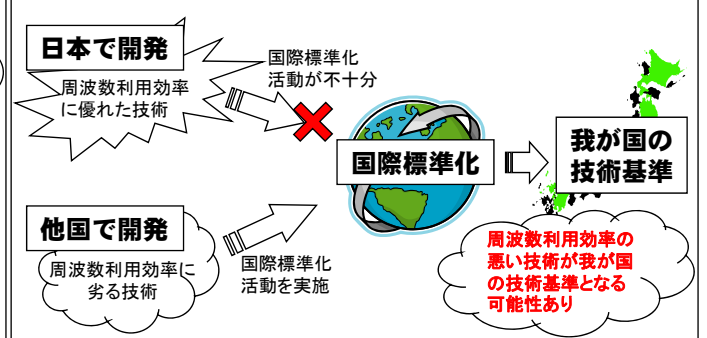 日本で開発
周波数利用効率
に優れた技術
国際標準化
活動が不十分
他国で開発
周波数利用効率に
劣る技術
国際標準化
活動を実施
国際標準化
我が国の
技術基準
周波数利用効率の
悪い技術が我が国
の技術基準となる
可能性あり